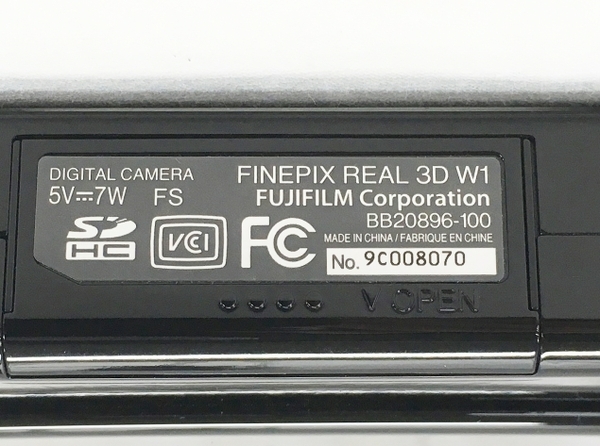 DIGITAL CAMERA
5V⎓7W FS
FINEPIX REAL 3D W1
FUJIFILM Corporation
BB20896-100
MADE IN CHINA / FABRIQUE EN CHINE
SD HC
VCI
FC
No. 9C008070
OPEN